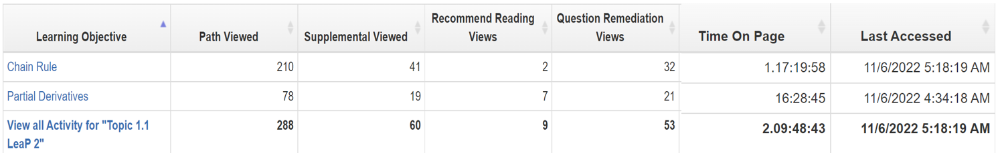 Learning Objective Path Viewed Supplemental Viewed Recommend Reading Views Question Remediation Views Time On Page Last Accessed
Chain Rule 210 41 2 32 1.17:19:58 11/6/2022 5:18:19 AM
Partial Derivatives 78 19 7 21 16:28:45 11/6/2022 4:34:18 AM
View all Activity for "Topic 1.1 LeaP 2" 288 60 9 53 2.09:48:43 11/6/2022 5:18:19 AM